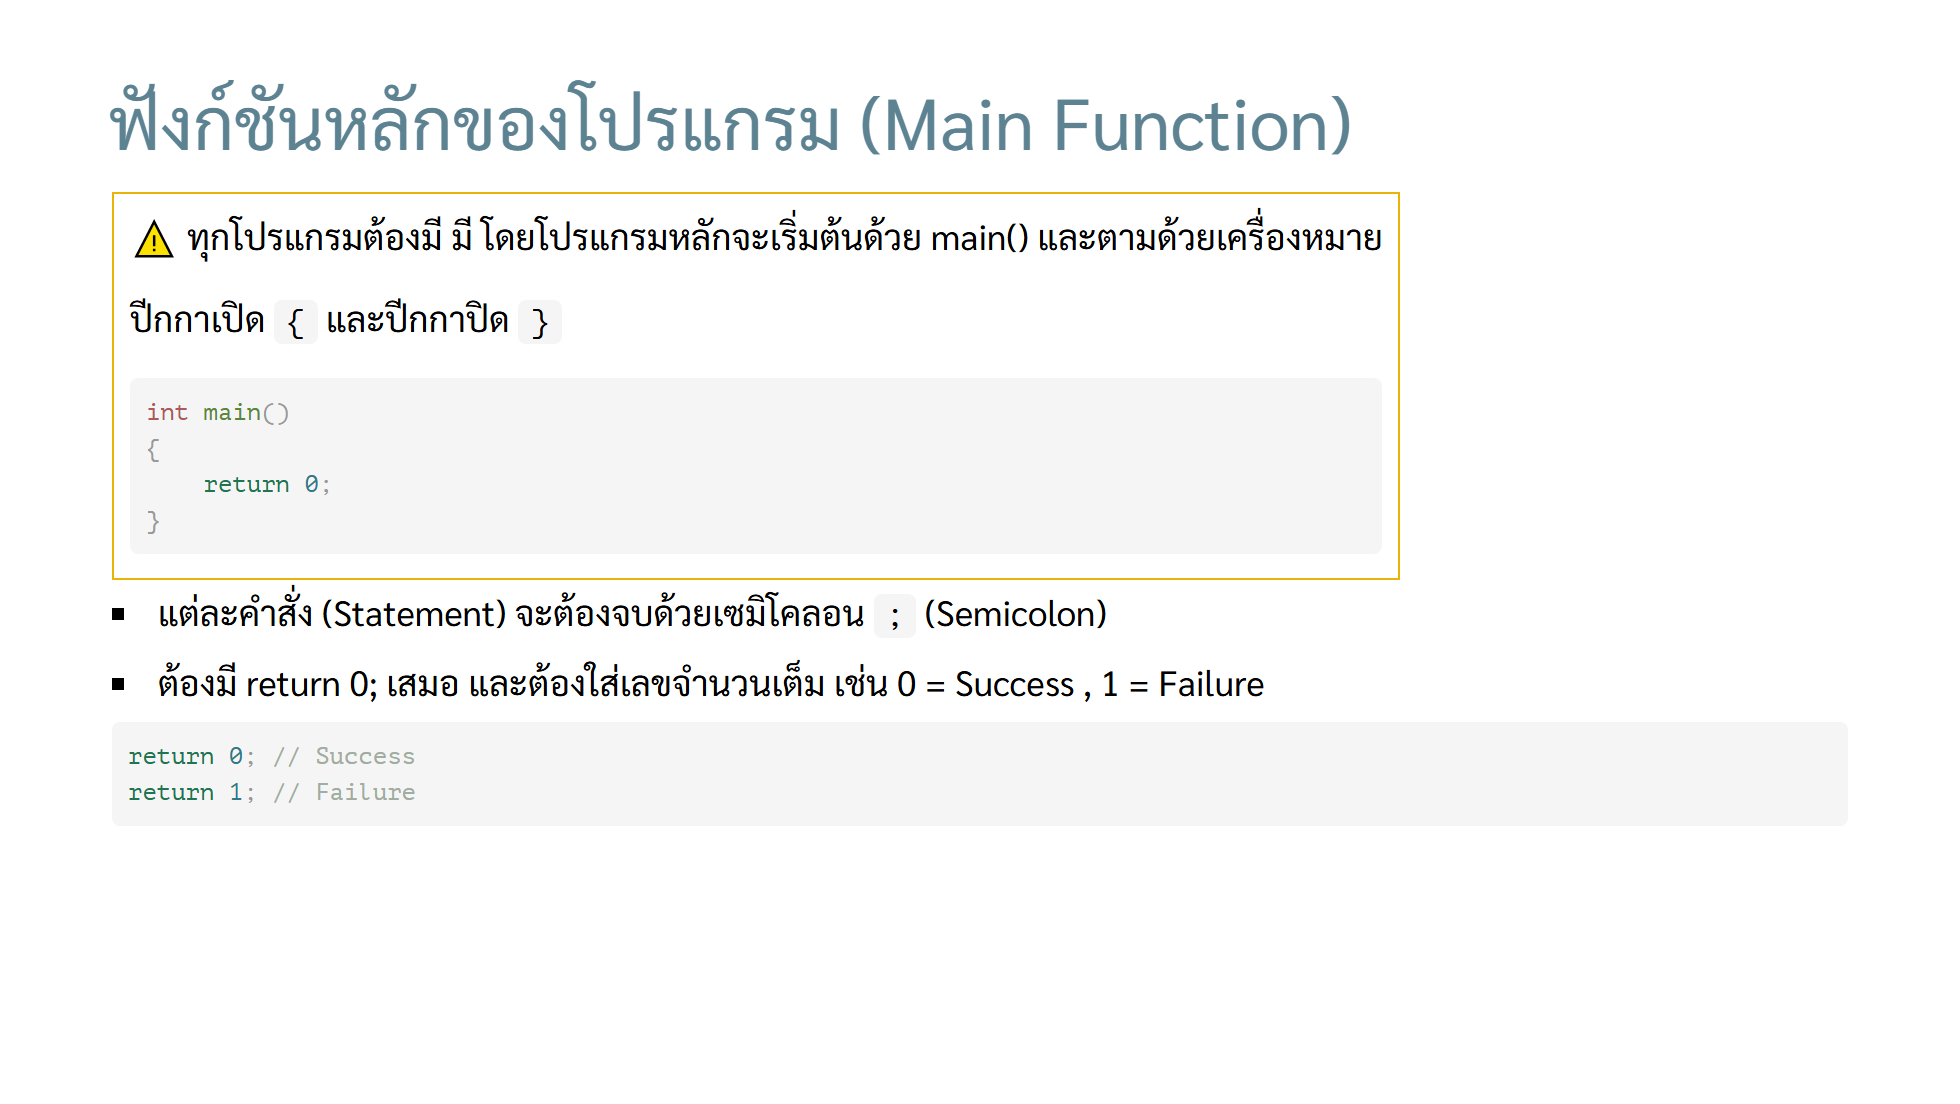 ฟังก์ชันหลักของโปรแกรม (Main Function)
⚠ ทุกโปรแกรมต้องมี มี โดยโปรแกรมหลักจะเริ่มต้นด้วย main() และตามด้วยเครื่องหมาย
ปีกกาเปิด { และปีกกาปิด }
int main()
{
    return 0;
}
▪ แต่ละคำสั่ง (Statement) จะต้องจบด้วยเซมิโคลอน ; (Semicolon)
▪ ต้องมี return 0; เสมอ และต้องใส่เลขจำนวนเต็ม เช่น 0 = Success , 1 = Failure
return 0; // Success
return 1; // Failure